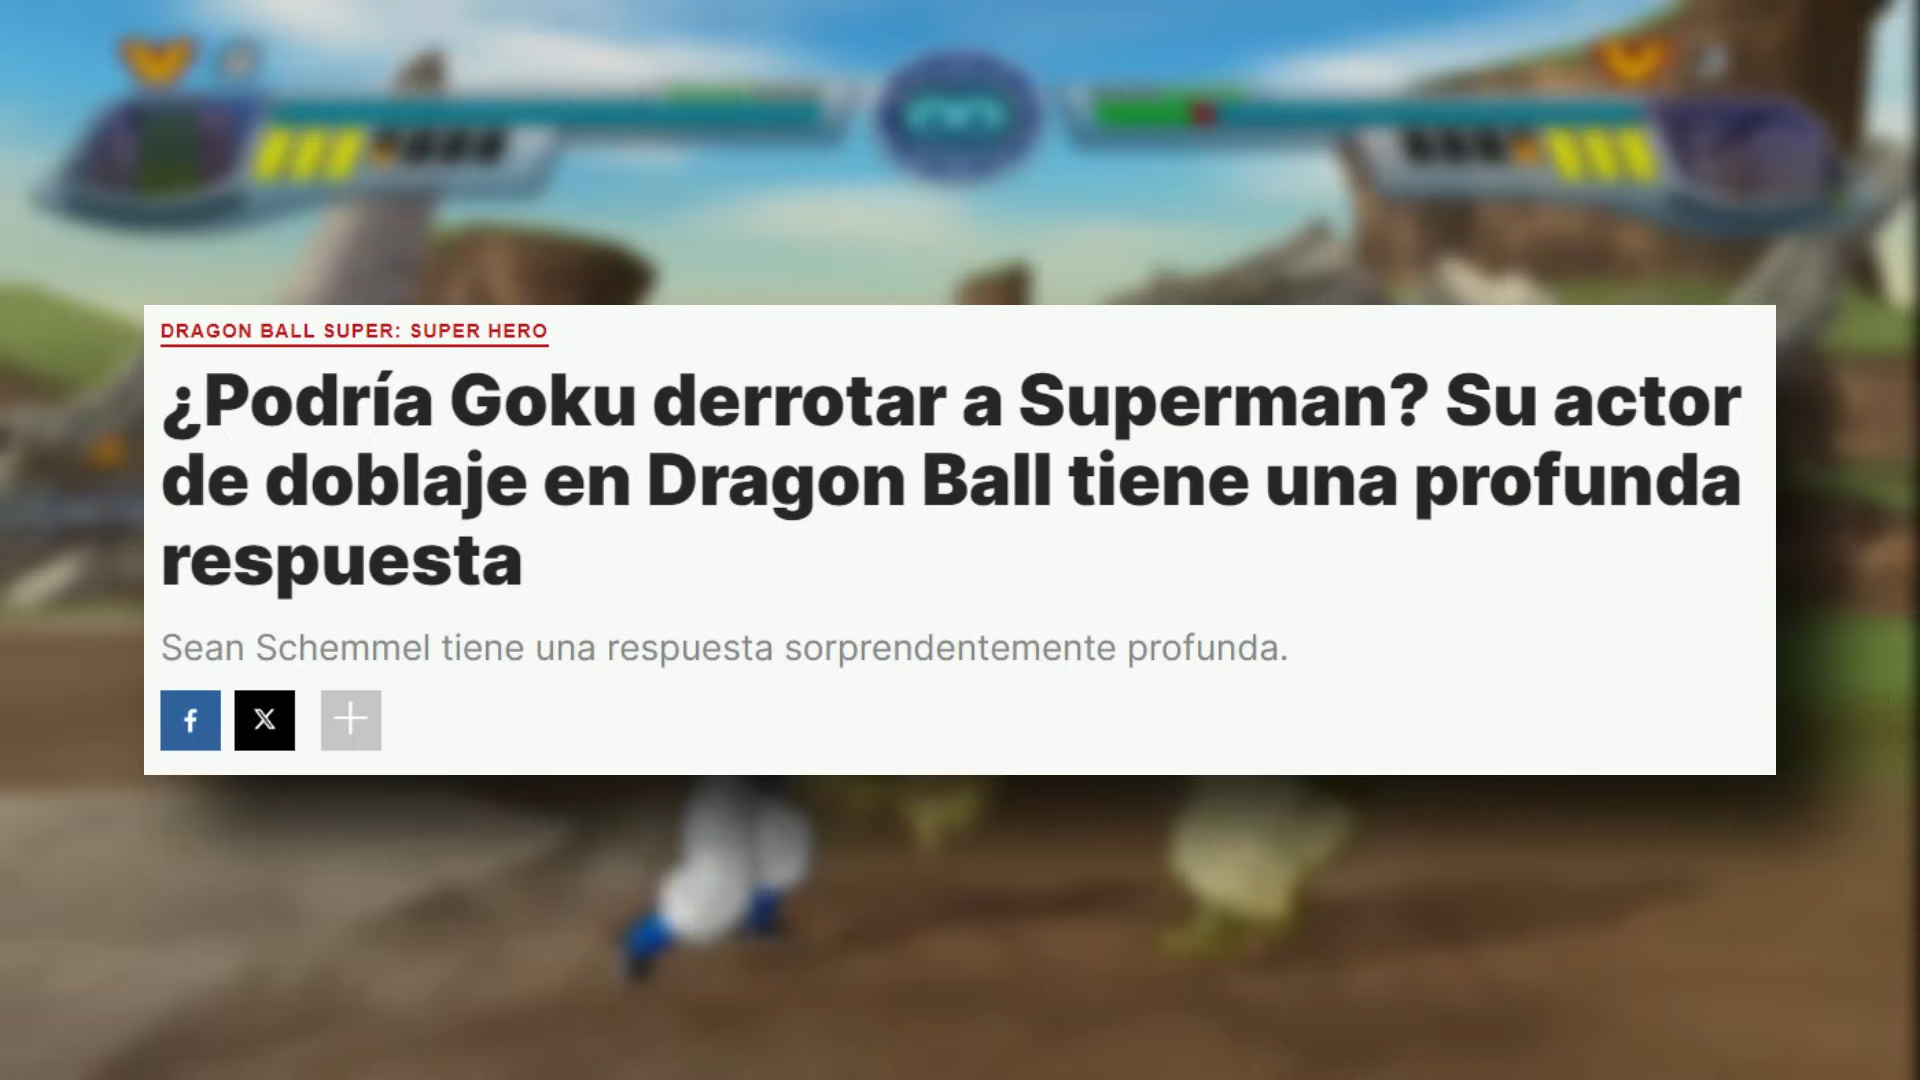 DRAGON BALL SUPER: SUPER HERO
¿Podría Goku derrotar a Superman? Su actor
de doblaje en Dragon Ball tiene una profunda
respuesta
Sean Schemmel tiene una respuesta sorprendentemente profunda.